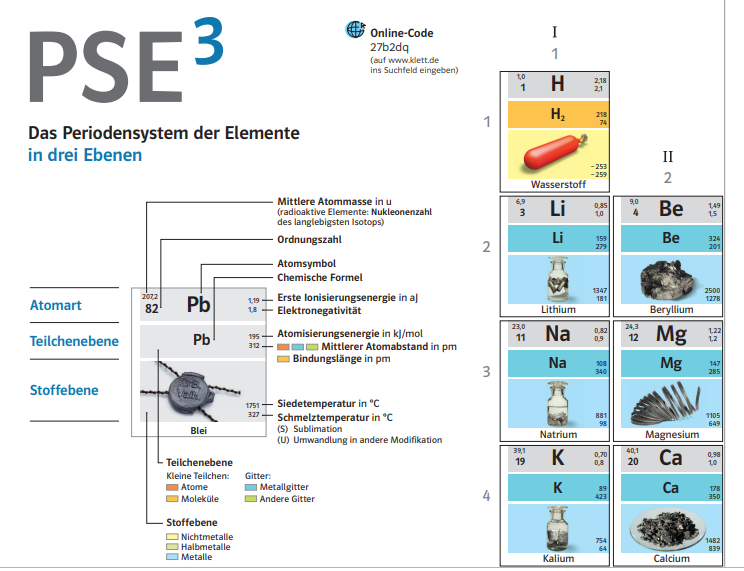 PSE³
Das Periodensystem der Elemente
in drei Ebenen
Online-Code
27b2dq
(auf www.klett.de
ins Suchfeld eingeben)
Mittlere Atommasse in u
(radioaktive Elemente: Nukleonenzahl
des langlebigsten Isotops)
Ordnungszahl
Atomsymbol
Chemische Formel
Atomart
207,2
82
Pb
1,19
1,8
Erste Ionisierungsenergie in aJ
Elektronegativität
Teilchenebene
Pb
195
312
Atomisierungsenergie in kJ/mol
Mittlerer Atomabstand in pm
Bindungslänge in pm
Stoffebene
1751
327
Siedetemperatur in °C
Schmelztemperatur in °C
(S) Sublimation
(U) Umwandlung in andere Modifikation
Blei
Teilchenebene
Kleine Teilchen:
Atome
Moleküle
Gitter:
Metallgitter
Andere Gitter
Stoffebene
Nichtmetalle
Halbmetalle
Metalle
I
1
II
2
1
1,0
1
H
2,18
2,1
H₂
218
74
–253
–259
Wasserstoff
2
6,9
3
Li
0,85
1,0
Li
159
279
1347
181
Lithium
9,0
4
Be
1,49
1,5
Be
324
201
2500
1278
Beryllium
3
23,0
11
Na
0,82
0,9
Na
108
340
881
98
Natrium
24,3
12
Mg
1,22
1,2
Mg
147
285
1105
649
Magnesium
4
39,1
19
K
0,70
0,8
K
89
423
754
64
Kalium
40,1
20
Ca
0,98
1,0
Ca
178
350
1482
839
Calcium